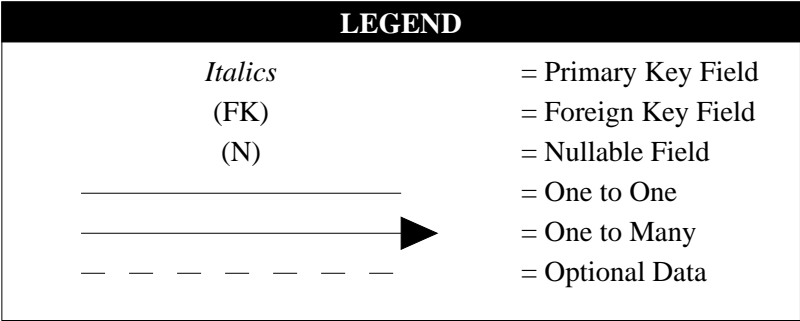 LEGEND
Italics = Primary Key Field
(FK) = Foreign Key Field
(N) = Nullable Field
= One to One
= One to Many
= Optional Data